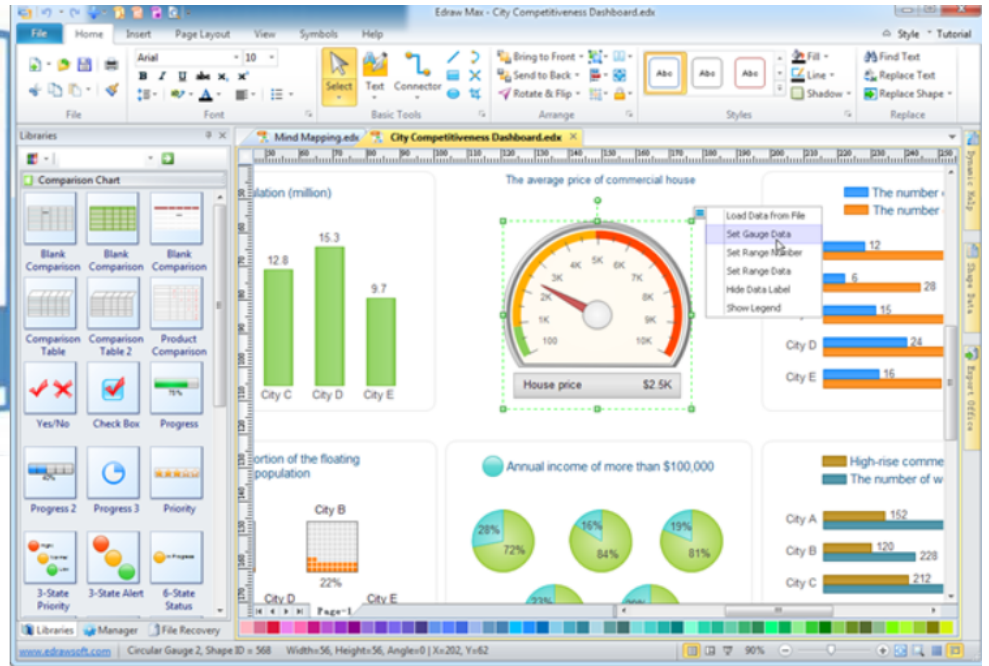 Edraw Max - City Competitiveness Dashboard.edx
File Home Insert Page Layout View Symbols Help Style Tutorial
Arial 10
Select
Text
Connector
Bring to Front
Send to Back
Rotate & Flip
Abc Abc Abc
Fill
Line
Shadow
Find Text
Replace Text
Replace Shape
File Font Basic Tools Arrange Styles Replace
Libraries
Mind Mapping.edx City Competitiveness Dashboard.edx
Comparison Chart
Blank Comparison
Blank Comparison
Blank Comparison
Comparison Table
Comparison Table 2
Product Comparison
Yes/No
Check Box
Progress
Progress 2
Progress 3
Priority
3-State Priority
3-State Alert
6-State Status
Libraries Manager File Recovery
(million)
15.3
12.8
9.7
City C City D City E
The average price of commercial house
100 1K 2K 3K 4K 5K 6K 7K 8K 9K 10K
House price $2.5K
Load Data from File
Set Gauge Data
Set Range Number
Set Range Data
Hide Data Label
Show Legend
The number
The number
12
6
28
15
City D 24
City E 16
of the floating
population
City B
22%
City D City E
Annual income of more than $100,000
28% 72%
16% 84%
19% 81%
High-rise
The number of
City A 152
City B 120
228
City C 212
Page-1
Dynamic Help
Shape Data
Export Office
www.edrawsoft.com Circular Gauge 2, Shape ID = 568 Width=56, Height=56, Angle=0 | X=202, Y=62 90%